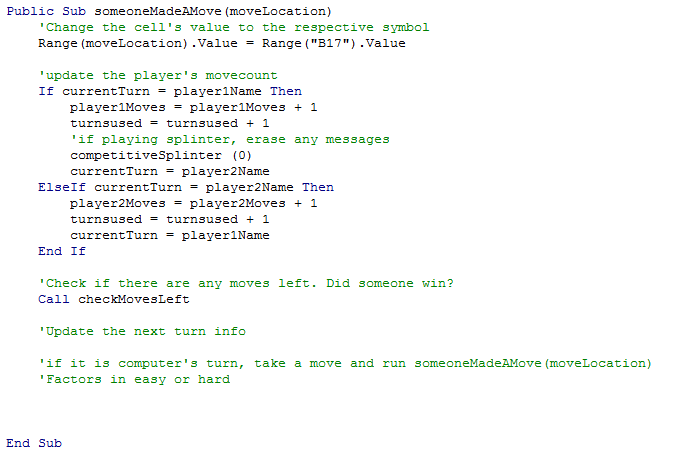 Public Sub someoneMadeAMove(moveLocation)
'Change the cell's value to the respective symbol
Range(moveLocation).Value = Range("B17").Value
'update the player's movecount
If currentTurn = player1Name Then
player1Moves = player1Moves + 1
turnsused = turnsused + 1
'if playing splinter, erase any messages
competitiveSplinter (0)
currentTurn = player2Name
ElseIf currentTurn = player2Name Then
player2Moves = player2Moves + 1
turnsused = turnsused + 1
currentTurn = player1Name
End If
'Check if there are any moves left. Did someone win?
Call checkMovesLeft
'Update the next turn info
'if it is computer's turn, take a move and run someoneMadeAMove(moveLocation)
'Factors in easy or hard
End Sub